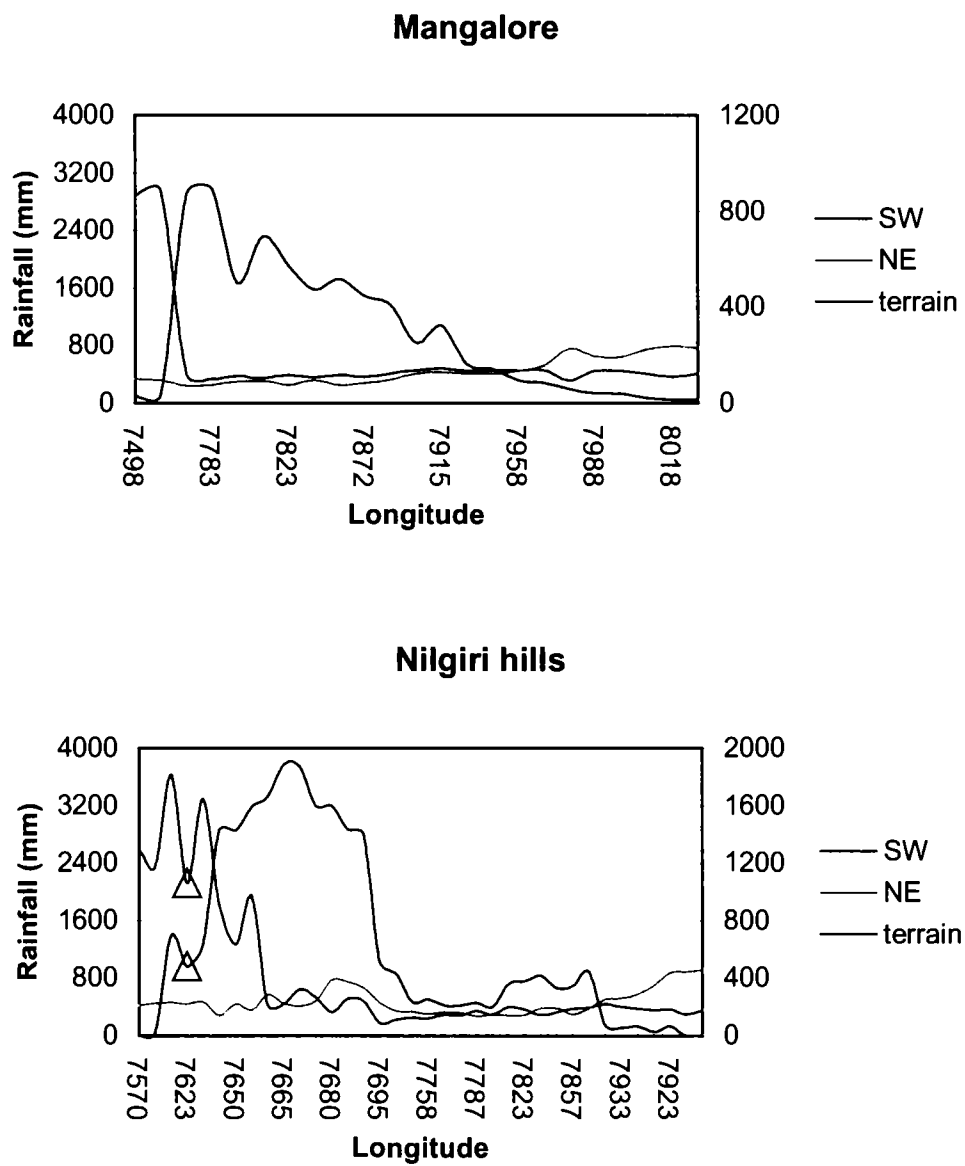 Mangalore
4000 1200
3200
2400 800
1600
400
800
0 0
Rainfall (mm)
SW
NE
terrain
7498 7783 7823 7872 7915 7958 7988 8018
Longitude
Nilgiri hills
4000 2000
3200 1600
2400 1200
1600 800
800 400
0 0
Rainfall (mm)
SW
NE
terrain
7570 7623 7650 7665 7680 7695 7758 7787 7823 7857 7933 7923
Longitude